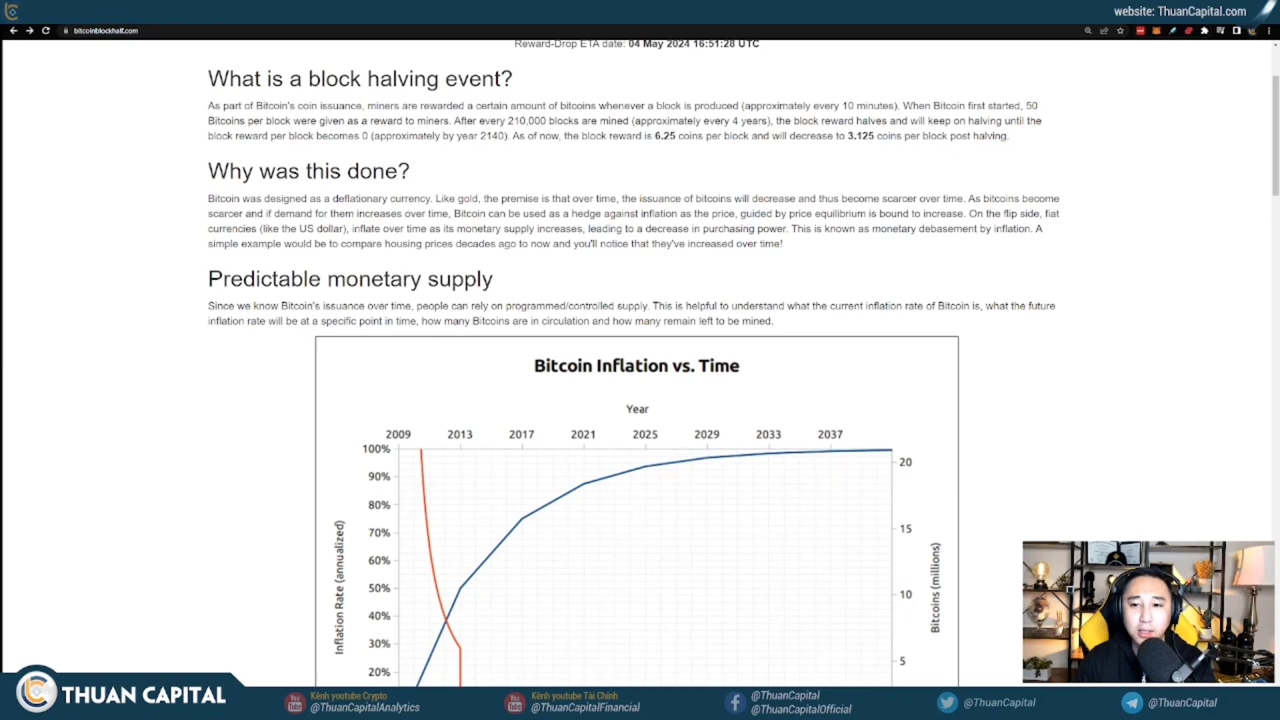 website: ThuanCapital.com
bitcoinblockhalf.com
Reward-Drop ETA date: 04 May 2024 16:51:28 UTC
What is a block halving event?
As part of Bitcoin's coin issuance, miners are rewarded a certain amount of bitcoins whenever a block is produced (approximately every 10 minutes). When Bitcoin first started, 50
Bitcoins per block were given as a reward to miners. After every 210,000 blocks are mined (approximately every 4 years), the block reward halves and will keep on halving until the
block reward per block becomes 0 (approximately by year 2140). As of now, the block reward is 6.25 coins per block and will decrease to 3.125 coins per block post halving.
Why was this done?
Bitcoin was designed as a deflationary currency. Like gold, the premise is that over time, the issuance of bitcoins will decrease and thus become scarcer over time. As bitcoins become
scarcer and if demand for them increases over time, Bitcoin can be used as a hedge against inflation as the price, guided by price equilibrium is bound to increase. On the flip side, fiat
currencies (like the US dollar), inflate over time as its monetary supply increases, leading to a decrease in purchasing power. This is known as monetary debasement by inflation. A
simple example would be to compare housing prices decades ago to now and you'll notice that they've increased over time!
Predictable monetary supply
Since we know Bitcoin's issuance over time, people can rely on programmed/controlled supply. This is helpful to understand what the current inflation rate of Bitcoin is, what the future
inflation rate will be at a specific point in time, how many Bitcoins are in circulation and how many remain left to be mined.
Bitcoin Inflation vs. Time
Year
2009 2013 2017 2021 2025 2029 2033 2037
100%
90%
80%
70%
60%
50%
40%
30%
20%
Inflation Rate (annualized)
20
15
10
5
Bitcoins (millions)
THUAN CAPITAL
Kênh youtube Crypto
@ThuanCapitalAnalytics
Kênh youtube Tài Chính
@ThuanCapitalFinancial
@ThuanCapital
@ThuanCapitalOfficial
@ThuanCapital
@ThuanCapital